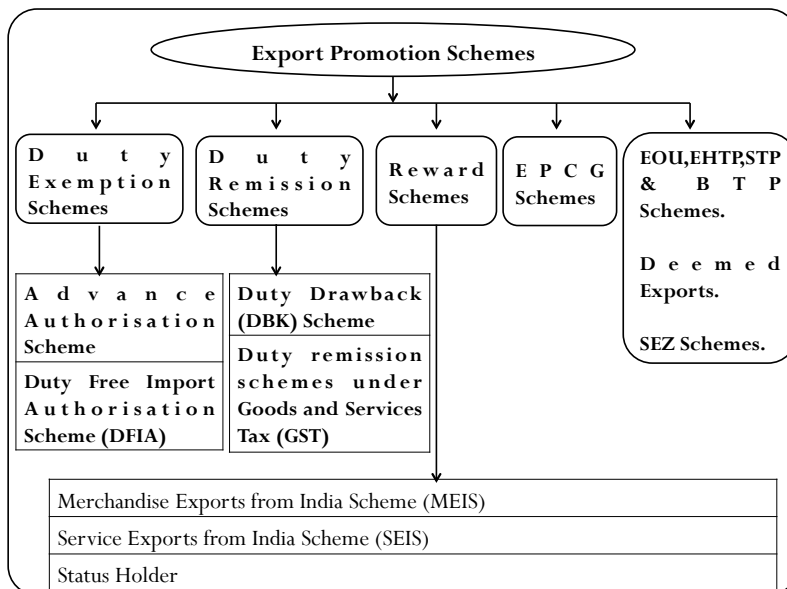 Export Promotion Schemes
Duty
Exemption
Schemes
Duty
Remission
Schemes
Reward
Schemes
EPCG
Schemes
EOU,EHTP,STP
& BTP
Schemes.
Deemed
Exports.
SEZ Schemes.
Advance
Authorisation
Scheme
Duty Free Import
Authorisation
Scheme (DFIA)
Duty Drawback
(DBK) Scheme
Duty remission
schemes under
Goods and Services
Tax (GST)
Merchandise Exports from India Scheme (MEIS)
Service Exports from India Scheme (SEIS)
Status Holder